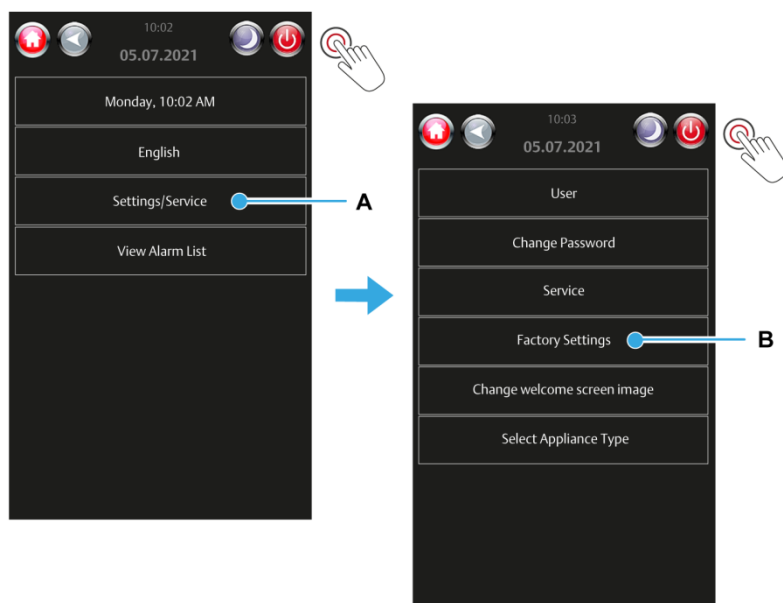 10:02
05.07.2021
Monday, 10:02 AM
English
Settings/Service
A
View Alarm List
10:03
05.07.2021
User
Change Password
Service
Factory Settings
B
Change welcome screen image
Select Appliance Type